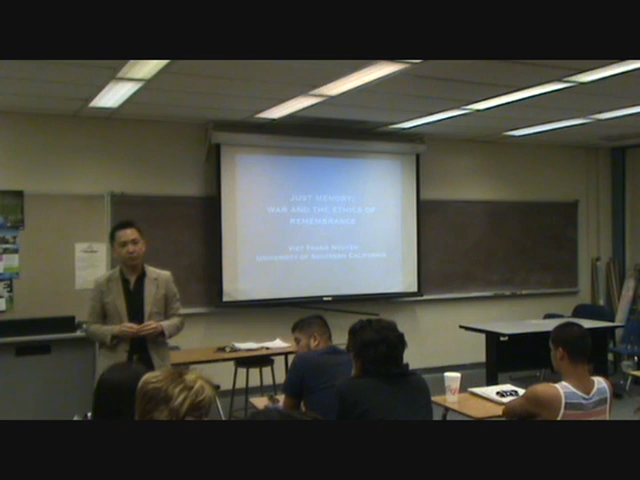 JUST MEMORY:
WAR AND THE ETHICS OF
REMEMBRANCE
VIET THANH NGUYEN
UNIVERSITY OF SOUTHERN CALIFORNIA